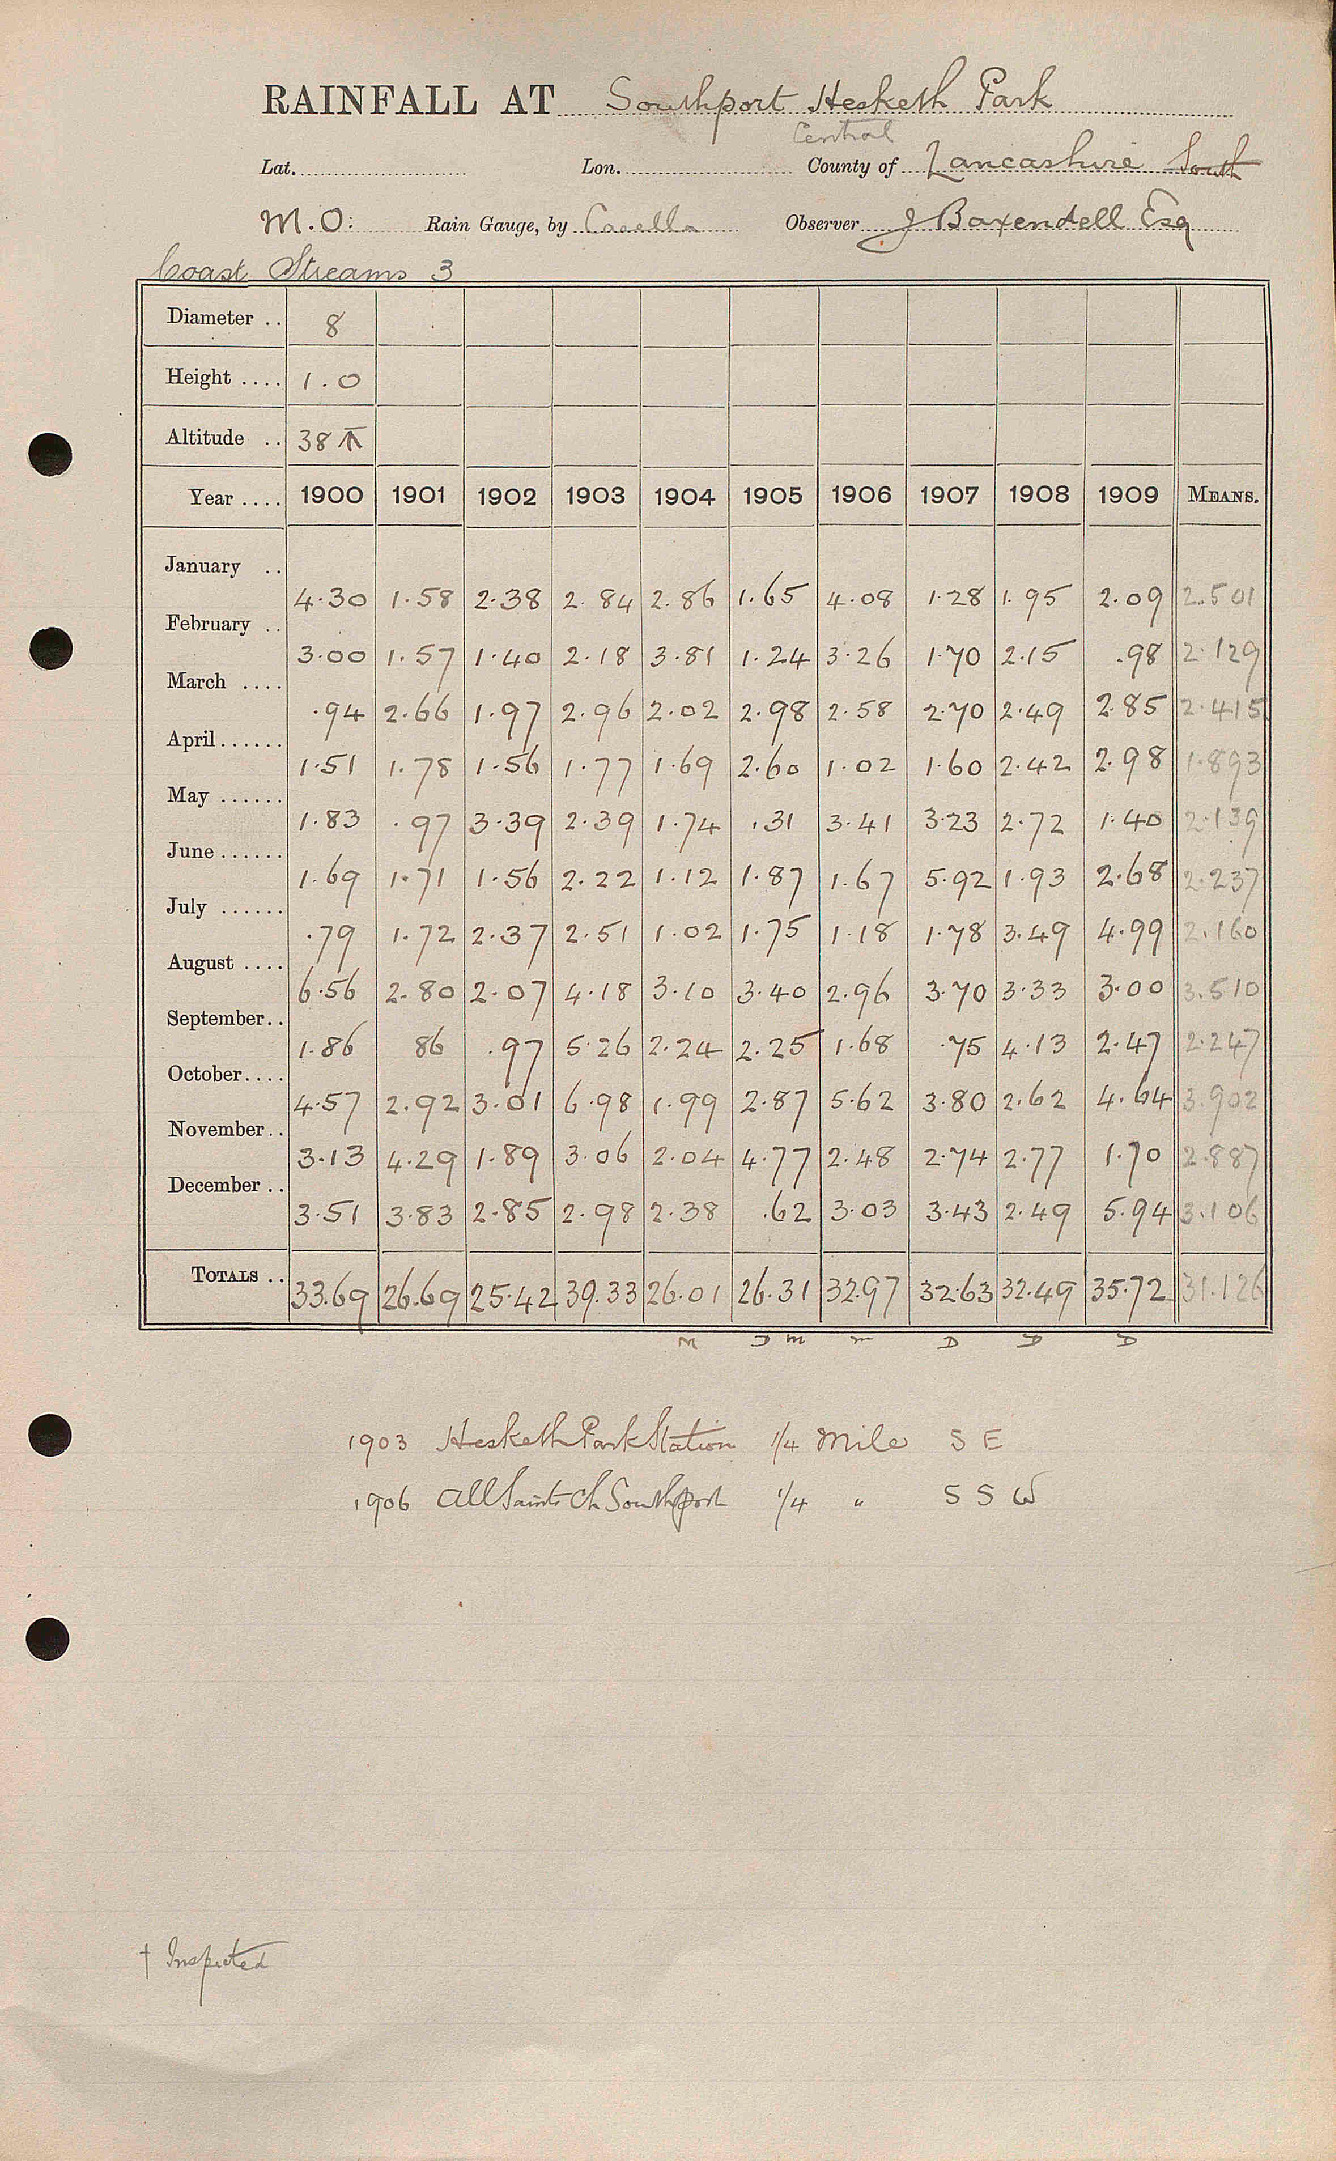 RAINFALL AT Southport Hesketh Park
Central
Lat. Lon. County of Lancashire South
M.O. Rain Gauge, by Casella Observer J Baxendell Esq
Coast Streams 3
Diameter .. 8
Height .... 1.0
Altitude .. 38
Year .... 1900 1901 1902 1903 1904 1905 1906 1907 1908 1909 MEANS.
January .. 4.30 1.58 2.38 2.84 2.86 1.65 4.08 1.28 1.95 2.09 2.501
February .. 3.00 1.57 1.40 2.18 3.81 1.24 3.26 1.70 2.15 .98 2.129
March .... .94 2.66 1.97 2.96 2.02 2.98 2.58 2.70 2.49 2.85 2.415
April...... 1.51 1.78 1.56 1.77 1.69 2.60 1.02 1.60 2.42 2.98 1.893
May ...... 1.83 .97 3.39 2.39 1.74 .31 3.41 3.23 2.72 1.40 2.139
June...... 1.69 1.71 1.56 2.22 1.12 1.87 1.67 5.92 1.93 2.68 2.237
July ...... .79 1.72 2.37 2.51 1.02 1.75 1.18 1.78 3.49 4.99 2.160
August .... 6.56 2.80 2.07 4.18 3.10 3.40 2.96 3.70 3.33 3.00 3.510
September.. 1.86 86 .97 5.26 2.24 2.25 1.68 .75 4.13 2.47 2.247
October.... 4.57 2.92 3.01 6.98 1.99 2.87 5.62 3.80 2.62 4.64 3.902
November.. 3.13 4.29 1.89 3.06 2.04 4.77 2.48 2.74 2.77 1.70 2.887
December .. 3.51 3.83 2.85 2.98 2.38 .62 3.03 3.43 2.49 5.94 3.106
TOTALS .. 33.69 26.69 25.42 39.33 26.01 26.31 32.97 32.63 32.49 35.72 31.126
M D m m D D D
1903 Hesketh Park Station 1/4 Mile S E
1906 All Saints Ch Southport 1/4 " S S W
† Inspected